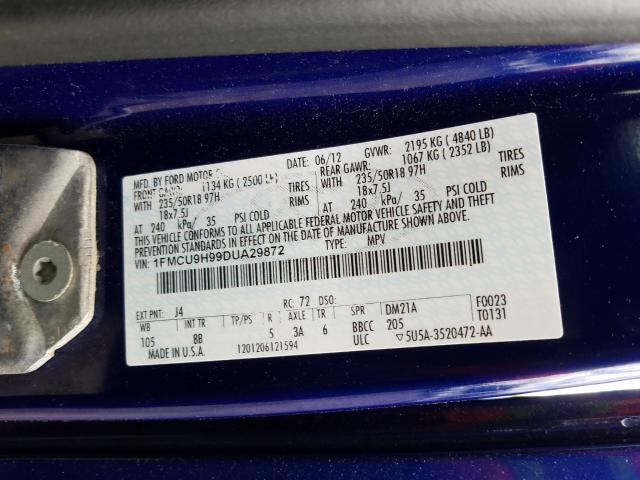 MFD. BY FORD MOTOR DATE: 06/12 GVWR: 2195 KG ( 4840 LB)
FRONT GAWR: 1134 KG ( 2500 LB) REAR GAWR: 1067 KG ( 2352 LB)
WITH 235/50R18 97H TIRES WITH 235/50R18 97H TIRES
18x7.5J RIMS 18x7.5J RIMS
AT 240 kPa/ 35 PSI COLD AT 240 kPa/ 35 PSI COLD
THIS VEHICLE CONFORMS TO ALL APPLICABLE FEDERAL MOTOR VEHICLE SAFETY AND THEFT
PREVENTION STANDARDS IN EFFECT ON THE DATE OF MANUFACTURE SHOWN ABOVE.
1FMCU9H99DUA29872 MPV
VIN: TYPE:
EXT PNT: J4 RC: 72 DSO:
WB INT TR TP/PS R AXLE TR SPR DM21A F0023
105 8B 5 3A 6 BBCC 205 T0131
MADE IN U.S.A. 1201206121594 ULC ▽5U5A-3520472-AA